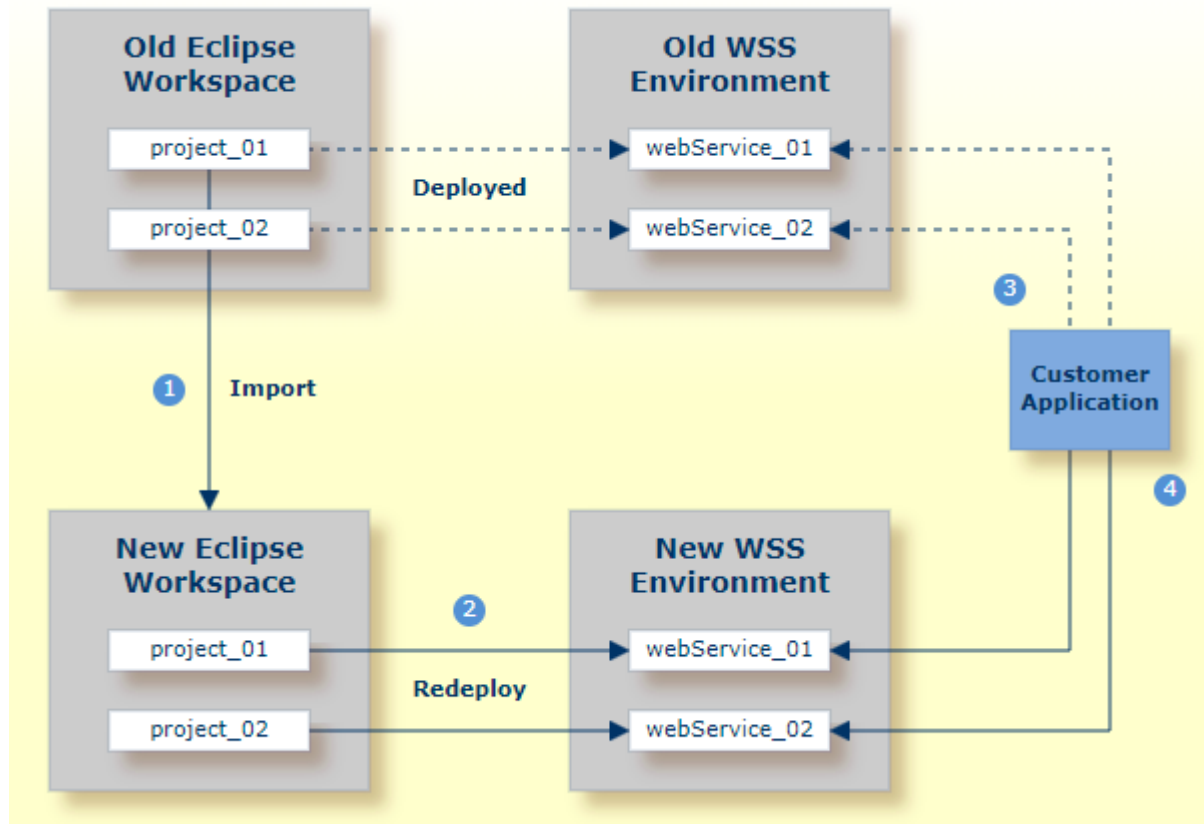 Old Eclipse
Workspace
project_01
project_02
Deployed
Old WSS
Environment
webService_01
webService_02
3
Customer
Application
4
1
Import
New Eclipse
Workspace
project_01
project_02
2
Redeploy
New WSS
Environment
webService_01
webService_02